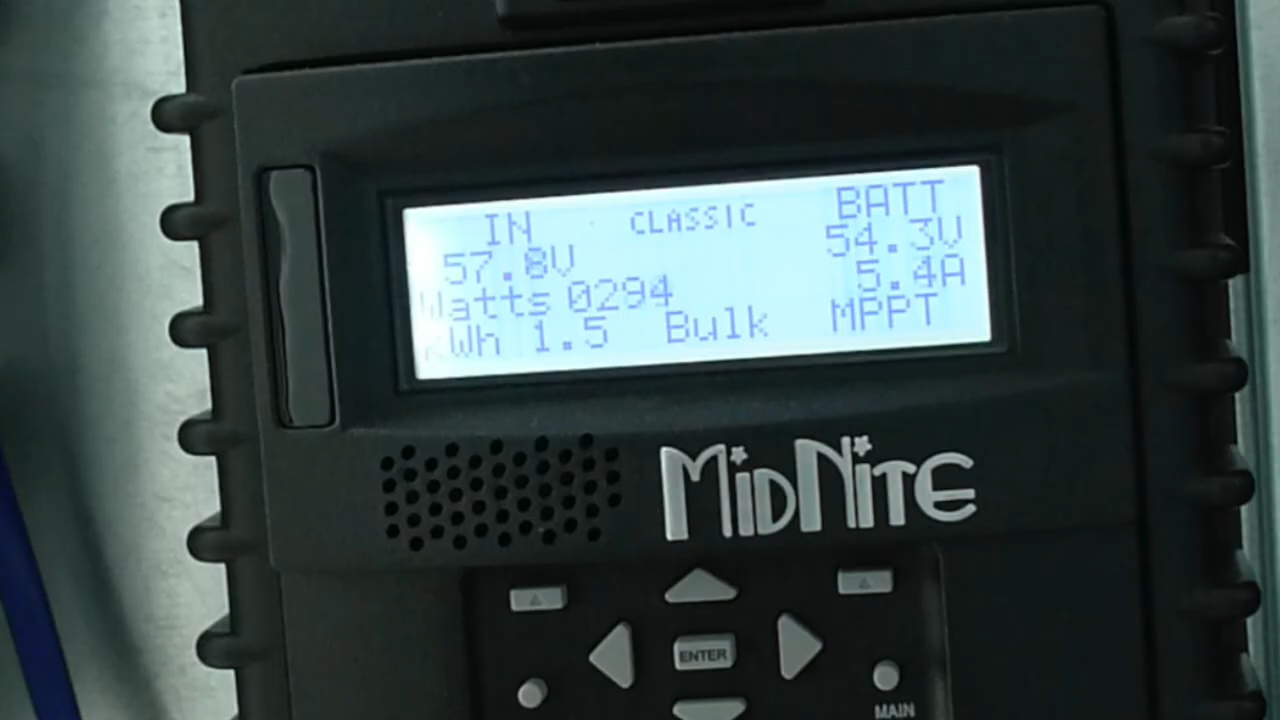 IN CLASSIC BATT
57.8V 54.3V
5.4A
Watts 0294
kWh 1.5 Bulk MPPT
MIDNITE
ENTER
MAIN